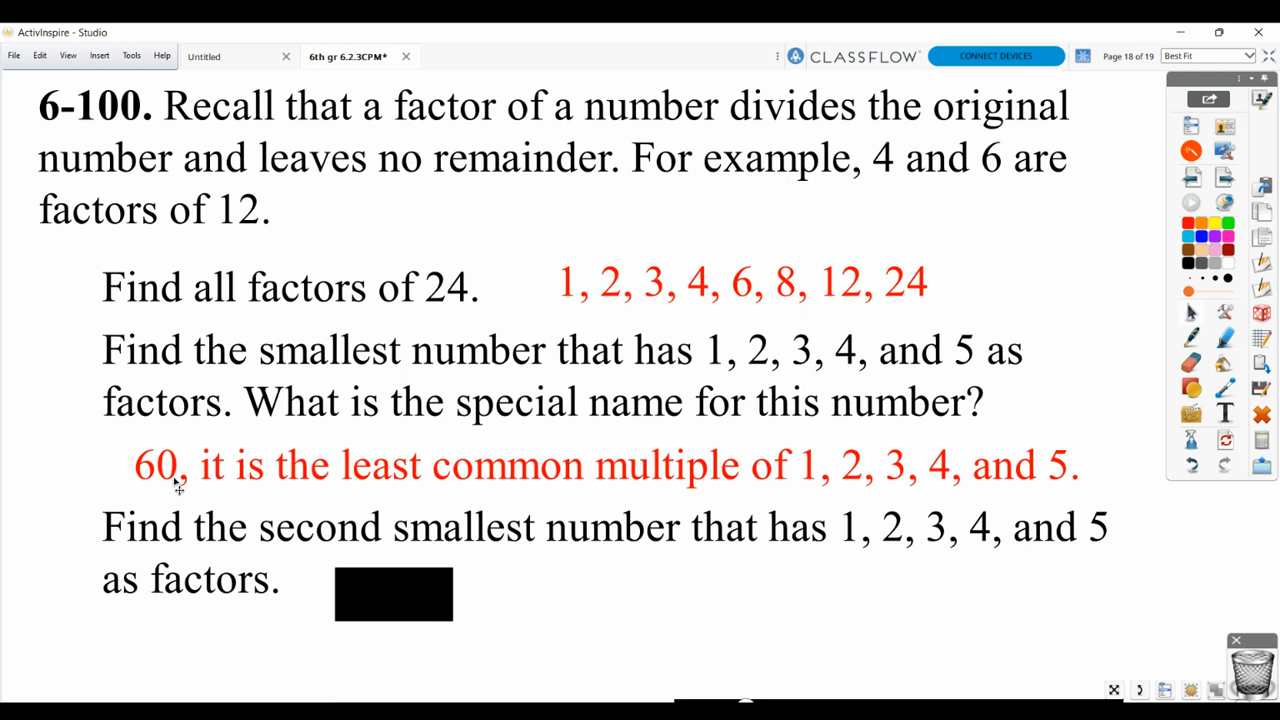 ActivInspire - Studio
File Edit View Insert Tools Help
Untitled
6th gr 6.2.3CPM*
CLASSFLOW
CONNECT DEVICES
Page 18 of 19
Best Fit
6-100. Recall that a factor of a number divides the original
number and leaves no remainder. For example, 4 and 6 are
factors of 12.
Find all factors of 24. 1, 2, 3, 4, 6, 8, 12, 24
Find the smallest number that has 1, 2, 3, 4, and 5 as
factors. What is the special name for this number?
60, it is the least common multiple of 1, 2, 3, 4, and 5.
Find the second smallest number that has 1, 2, 3, 4, and 5
as factors.